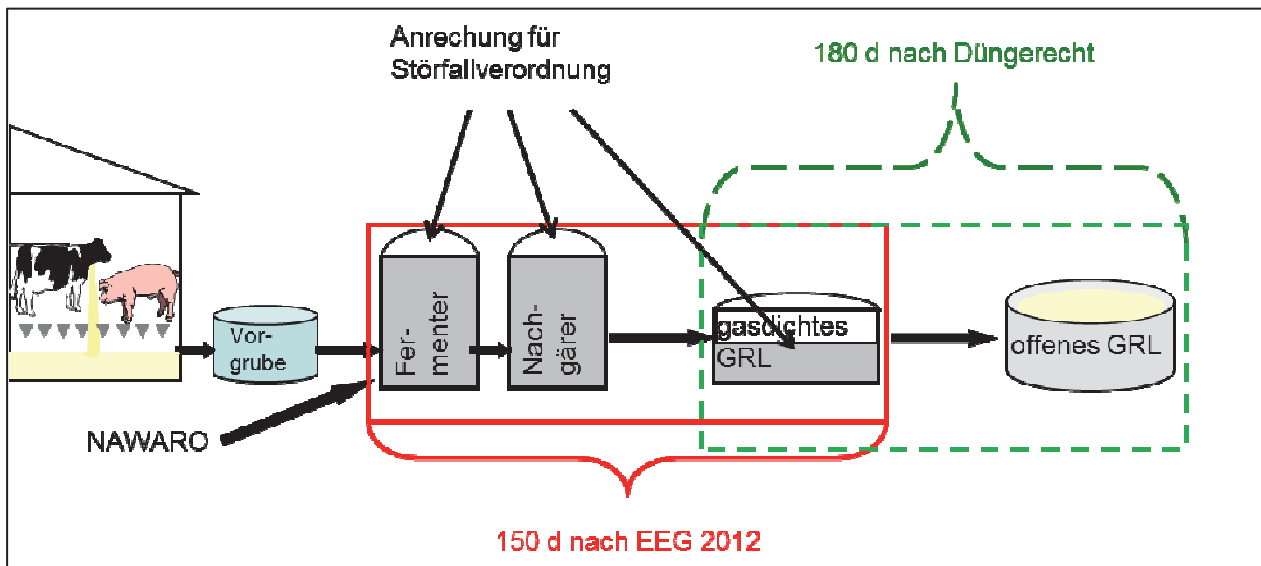 Anrechung für
Störfallverordnung
180 d nach Düngerecht
Vor-
grube
Fer-
menter
Nach-
gärer
gasdichtes
GRL
offenes GRL
NAWARO
150 d nach EEG 2012